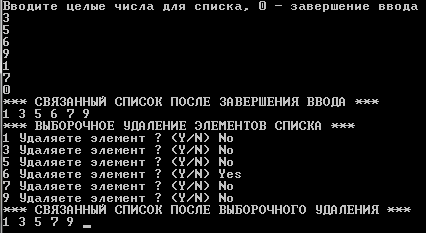 Вводите целые числа для списка, 0 - завершение ввода
3
5
6
9
1
7
0
*** СВЯЗАННЫЙ СПИСОК ПОСЛЕ ЗАВЕРШЕНИЯ ВВОДА ***
1 3 5 6 7 9
*** ВЫБОРОЧНОЕ УДАЛЕНИЕ ЭЛЕМЕНТОВ СПИСКА ***
1 Удаляете элемент ? (Y/N) No
3 Удаляете элемент ? (Y/N) No
5 Удаляете элемент ? (Y/N) No
6 Удаляете элемент ? (Y/N) Yes
7 Удаляете элемент ? (Y/N) No
9 Удаляете элемент ? (Y/N) No
*** СВЯЗАННЫЙ СПИСОК ПОСЛЕ ВЫБОРОЧНОГО УДАЛЕНИЯ ***
1 3 5 7 9 _